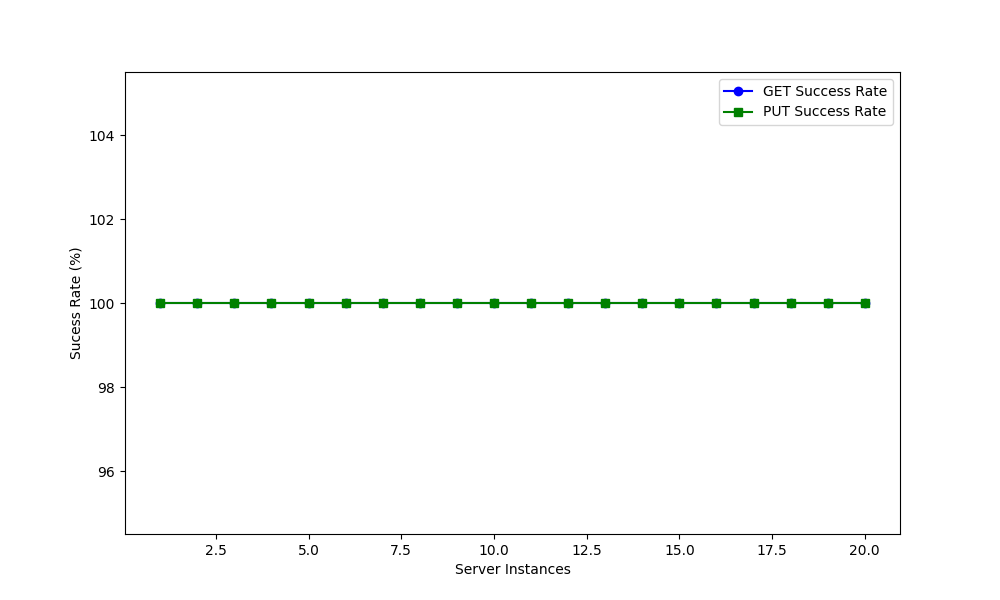 GET Success Rate
PUT Success Rate
104
102
100
98
96
Sucess Rate (%)
2.5 5.0 7.5 10.0 12.5 15.0 17.5 20.0
Server Instances